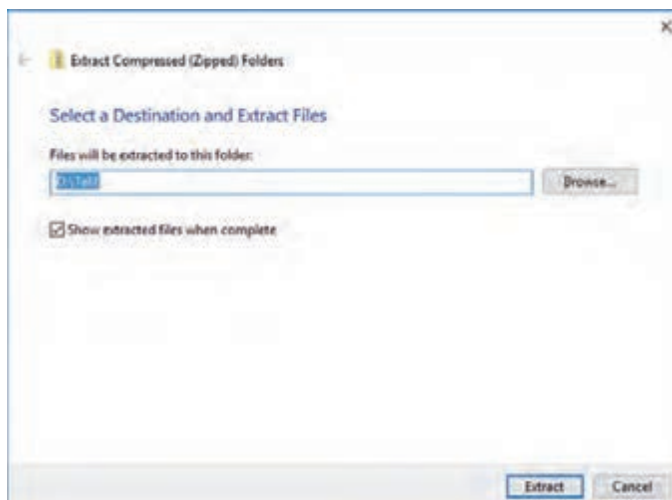 Extract Compressed (Zipped) Folders
Select a Destination and Extract Files
Files will be extracted to this folder:
Browse...
Show extracted files when complete
Extract Cancel